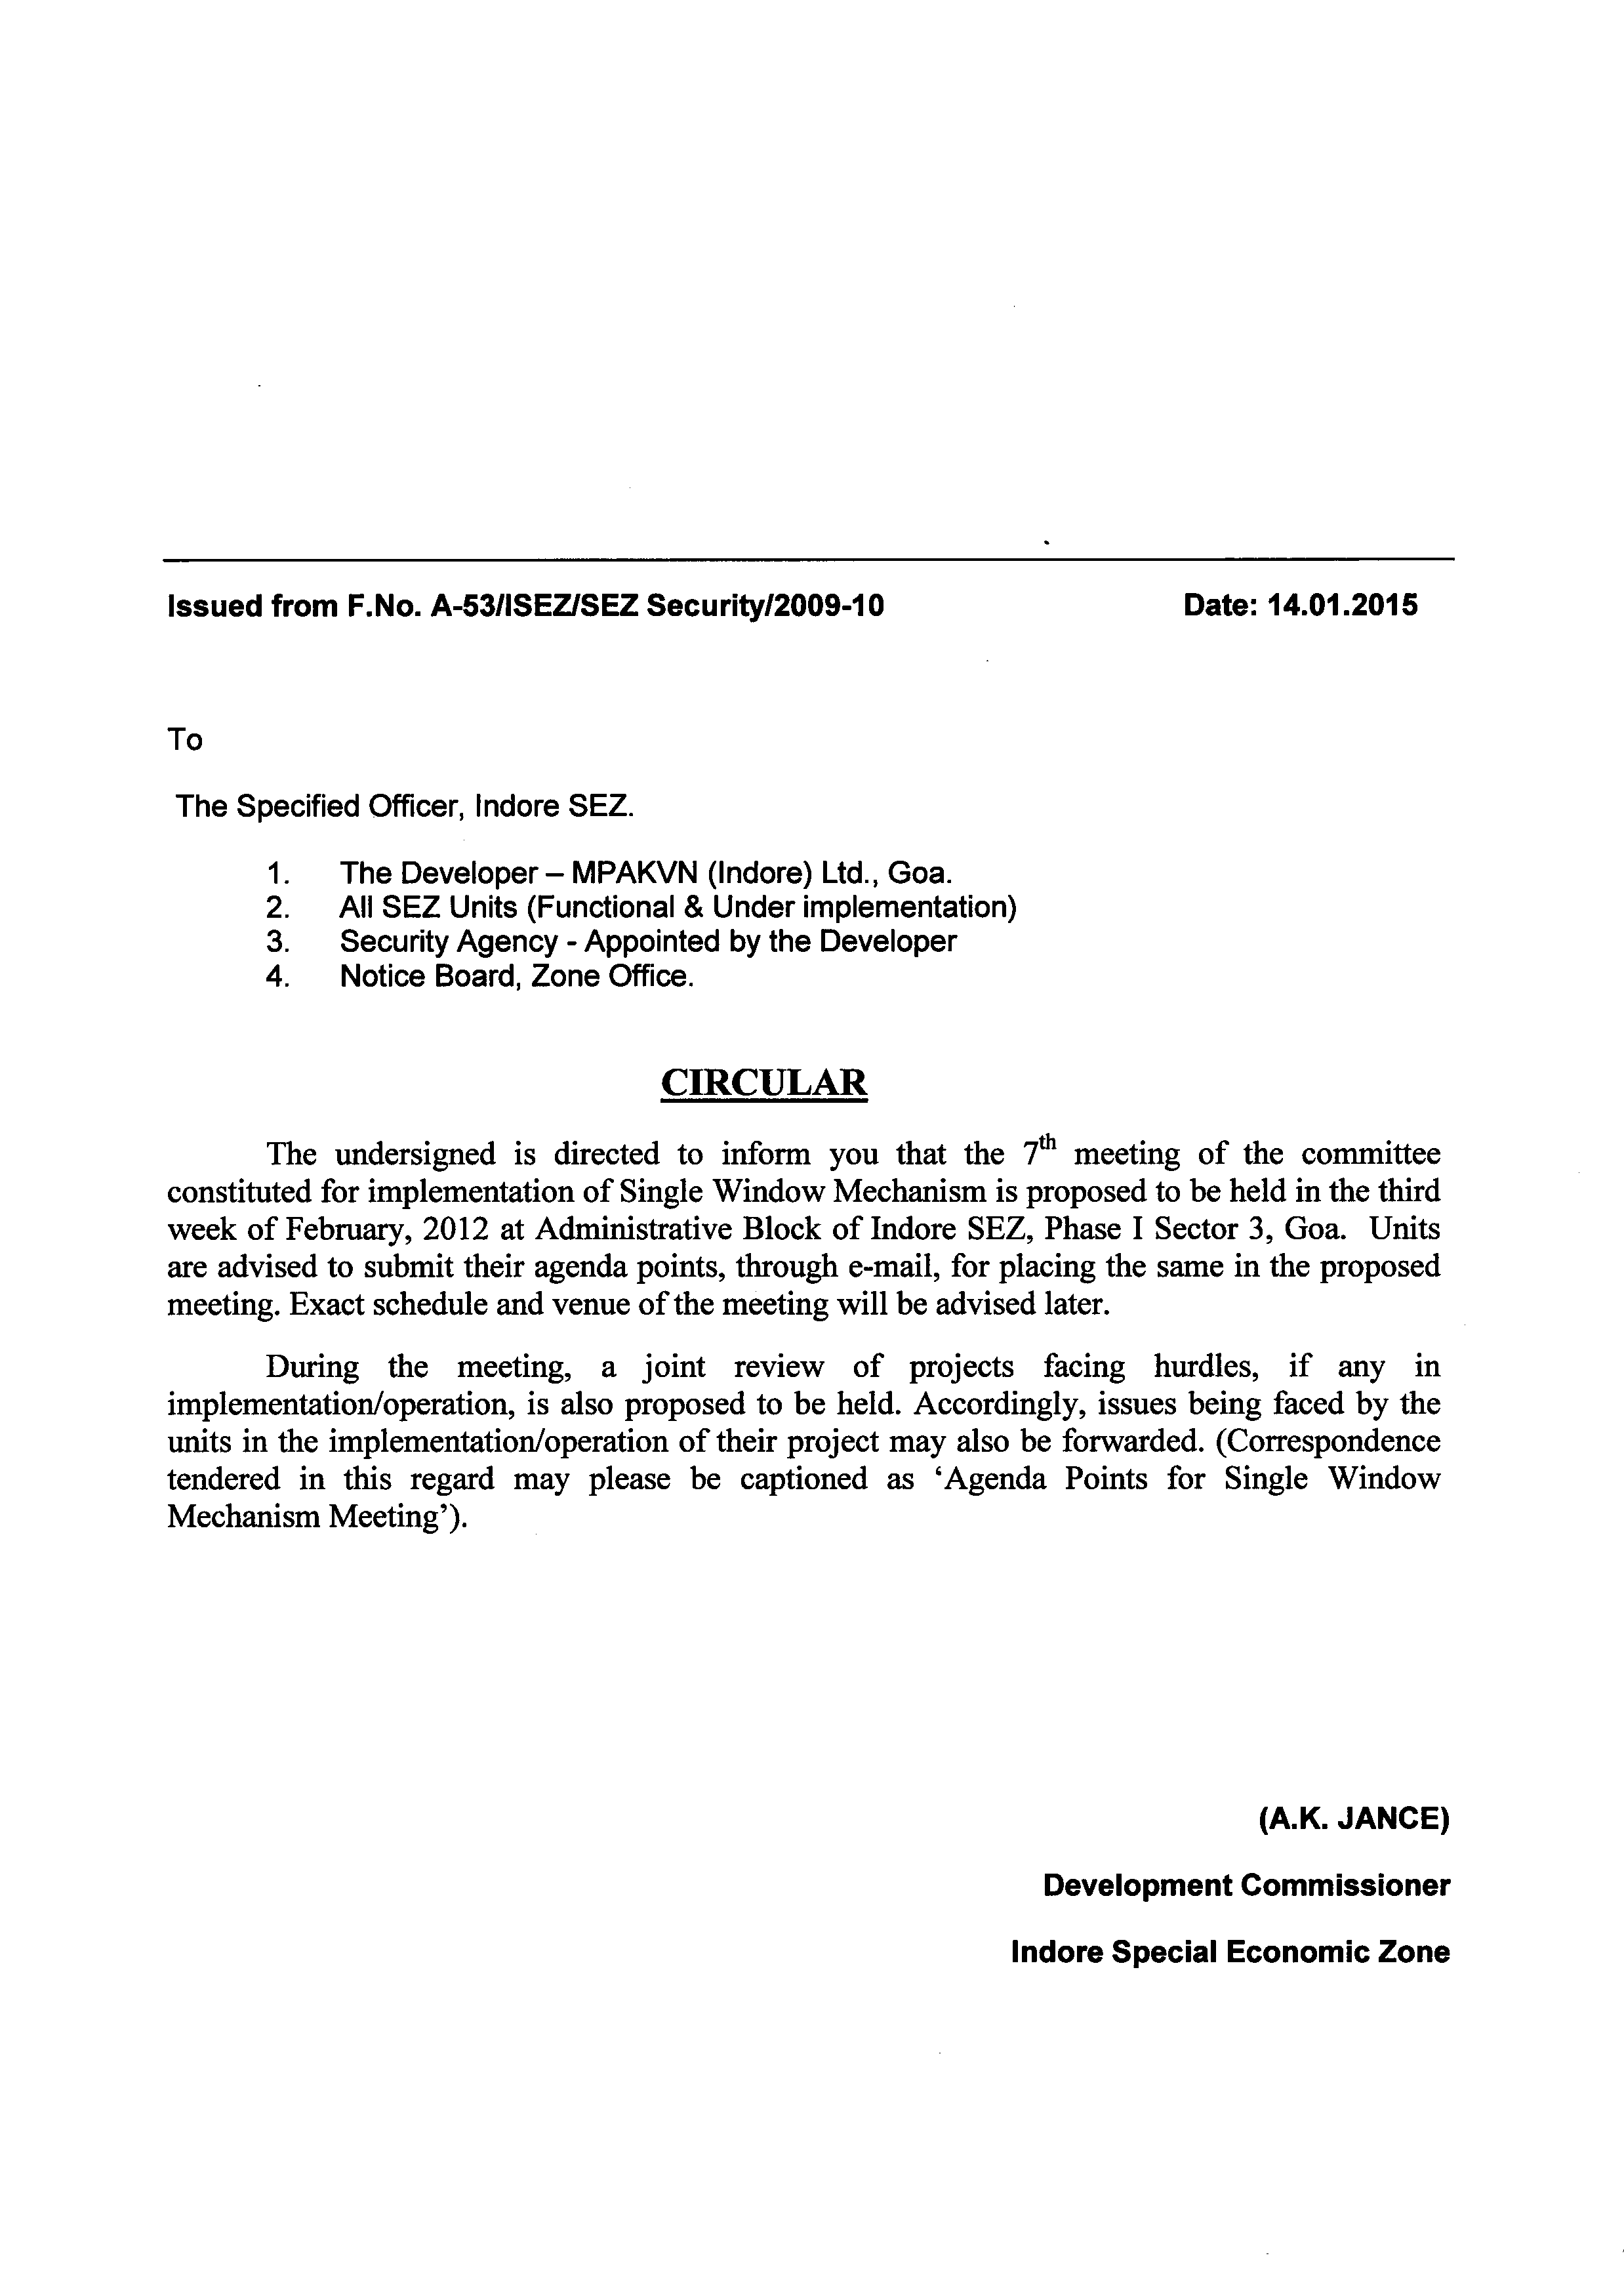 Issued from F.No. A-53/ISEZ/SEZ Security/2009-10 Date: 14.01.2015
To
The Specified Officer, Indore SEZ.
1. The Developer – MPAKVN (Indore) Ltd., Goa.
2. All SEZ Units (Functional & Under implementation)
3. Security Agency - Appointed by the Developer
4. Notice Board, Zone Office.
CIRCULAR
The undersigned is directed to inform you that the 7th meeting of the committee
constituted for implementation of Single Window Mechanism is proposed to be held in the third
week of February, 2012 at Administrative Block of Indore SEZ, Phase I Sector 3, Goa. Units
are advised to submit their agenda points, through e-mail, for placing the same in the proposed
meeting. Exact schedule and venue of the meeting will be advised later.
During the meeting, a joint review of projects facing hurdles, if any in
implementation/operation, is also proposed to be held. Accordingly, issues being faced by the
units in the implementation/operation of their project may also be forwarded. (Correspondence
tendered in this regard may please be captioned as ‘Agenda Points for Single Window
Mechanism Meeting’).
(A.K. JANCE)
Development Commissioner
Indore Special Economic Zone